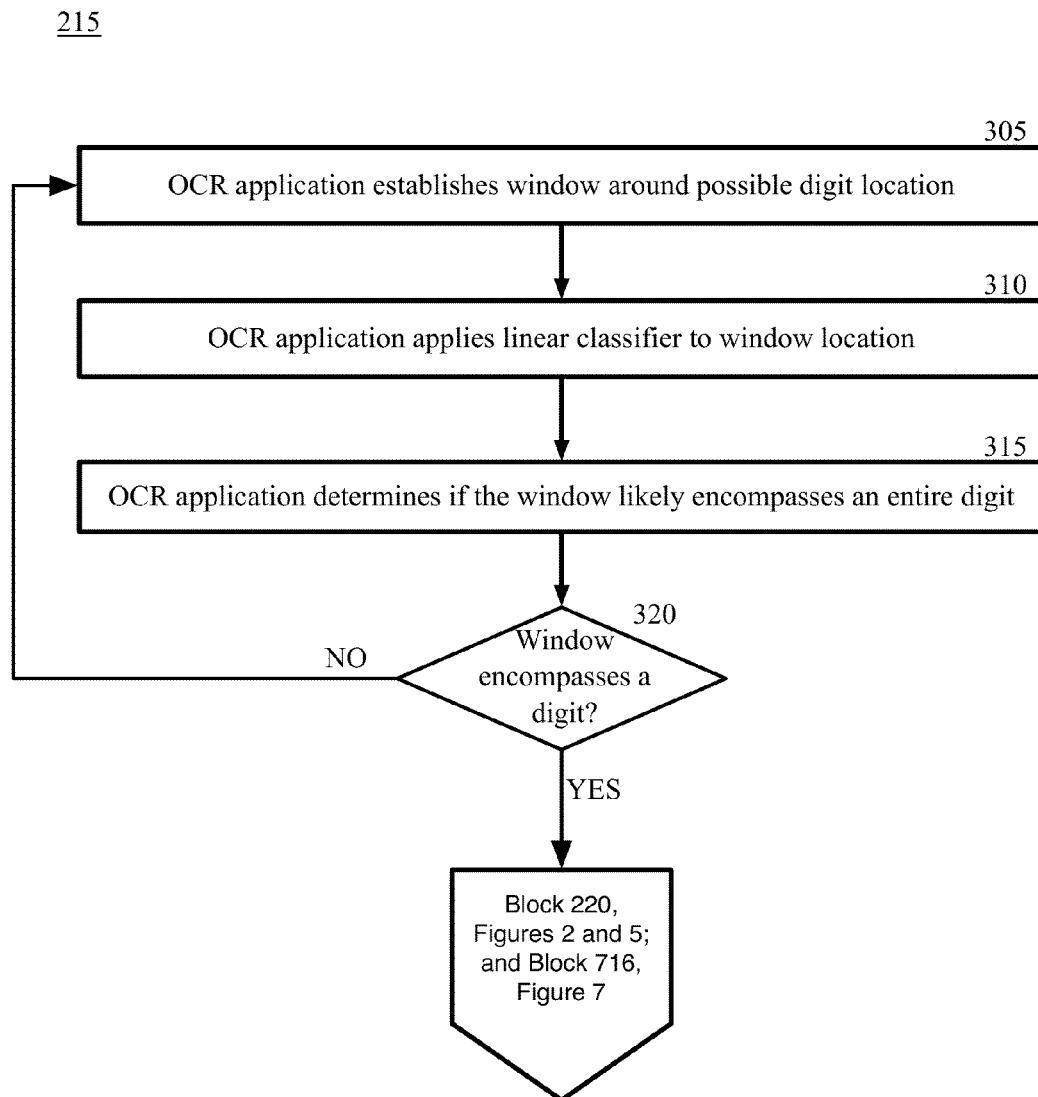 215
305
OCR application establishes window around possible digit location
310
OCR application applies linear classifier to window location
315
OCR application determines if the window likely encompasses an entire digit
320
Window
encompasses a
digit?
NO
YES
Block 220,
Figures 2 and 5;
and Block 716,
Figure 7